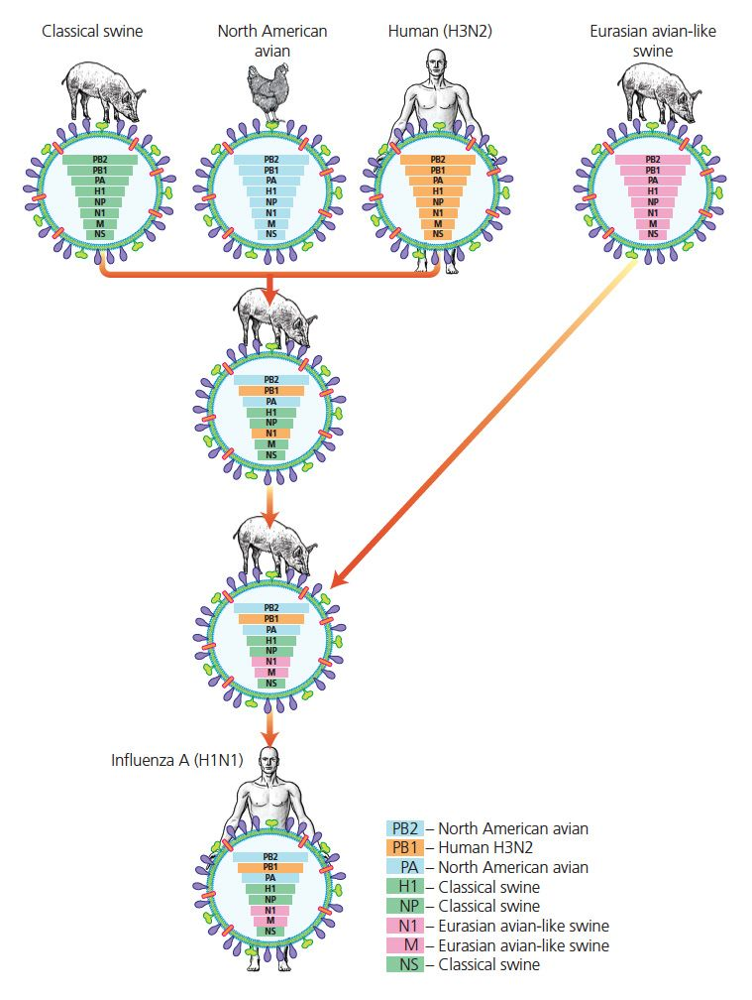 Classical swine
North American
avian
Human (H3N2)
Eurasian avian-like
swine
PB2
PB1
PA
H1
NP
N1
M
NS
PB2
PB1
PA
H1
NP
N1
M
NS
PB2
PB1
PA
H1
NP
N1
M
NS
PB2
PB1
PA
H1
NP
N1
M
NS
PB2
PB1
PA
H1
NP
N1
M
NS
PB2
PB1
PA
H1
NP
N1
M
NS
Influenza A (H1N1)
PB2
PB1
PA
H1
NP
N1
M
NS
PB2 – North American avian
PB1 – Human H3N2
PA – North American avian
H1 – Classical swine
NP – Classical swine
N1 – Eurasian avian-like swine
M – Eurasian avian-like swine
NS – Classical swine